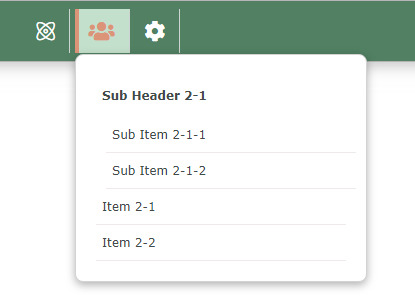 Sub Header 2-1
Sub Item 2-1-1
Sub Item 2-1-2
Item 2-1
Item 2-2